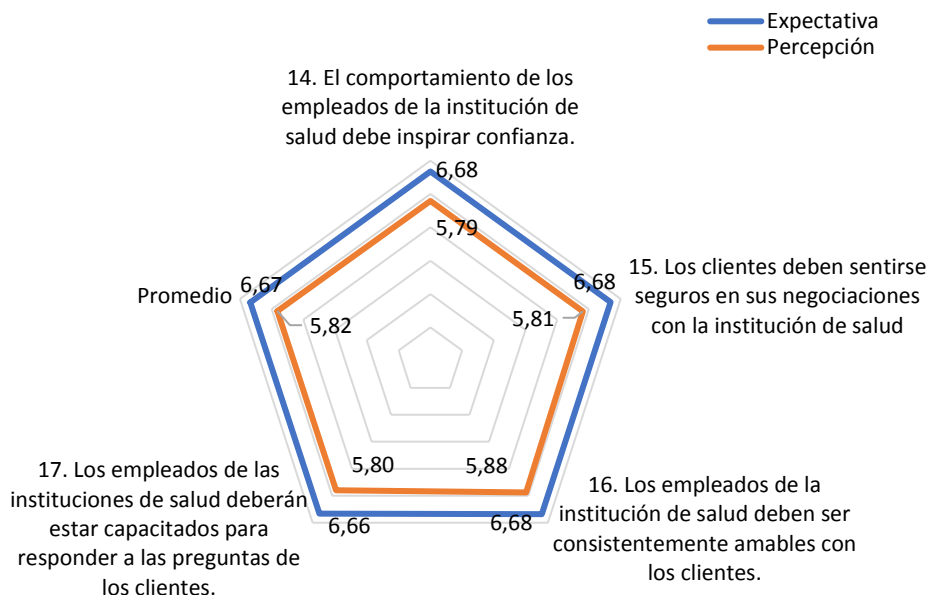 Expectativa
Percepción
14. El comportamiento de los
empleados de la institución de
salud debe inspirar confianza.
6,68
5,79
15. Los clientes deben sentirse
seguros en sus negociaciones
con la institución de salud
6,68
5,81
Promedio
6,67
5,82
17. Los empleados de las
instituciones de salud deberán
estar capacitados para
responder a las preguntas de
los clientes.
5,80
6,66
5,88
6,68
16. Los empleados de la
institución de salud deben ser
consistentemente amables con
los clientes.